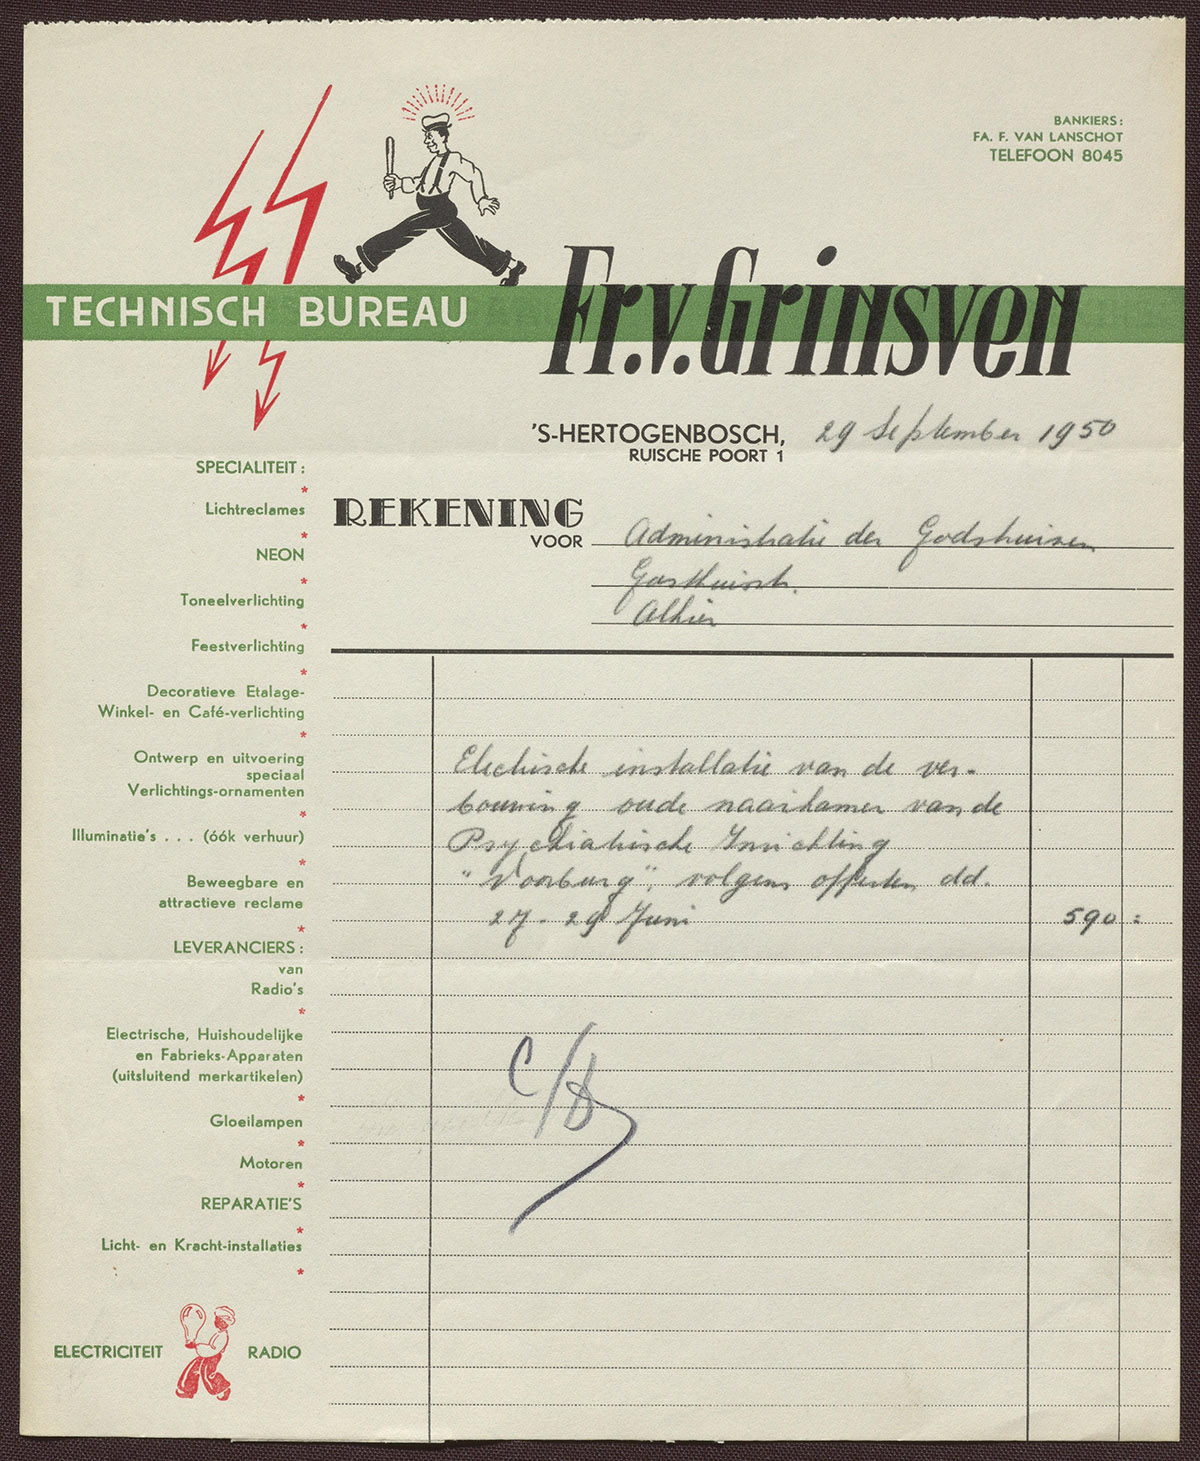 BANKIERS:
FA. F. VAN LANSCHOT
TELEFOON 8045
TECHNISCH BUREAU
Fr.v.Grinsven
'S-HERTOGENBOSCH, 29 September 1950
RUISCHE POORT 1
REKENING
VOOR Administratie der Godshuizen
Gasthuisstr.
Alhier
SPECIALITEIT:
*
Lichtreclames
*
NEON
*
Toneelverlichting
*
Feestverlichting
*
Decoratieve Etalage-
Winkel- en Café-verlichting
*
Ontwerp en uitvoering
speciaal
Verlichtings-ornamenten
*
Illuminatie's . . . (óók verhuur)
*
Beweegbare en
attractieve reclame
*
LEVERANCIERS:
van
Radio's
*
Electrische, Huishoudelijke
en Fabrieks-Apparaten
(uitsluitend merkartikelen)
*
Gloeilampen
*
Motoren
*
REPARATIE'S
*
Licht- en Kracht-installaties
*
ELECTRICITEIT RADIO
Electrische installatie van de ver-
bouwing oude naaikamer van de
Psychiatrische Inrichting
"Voorburg", volgens offerten dd.
27-29 Juni 590: